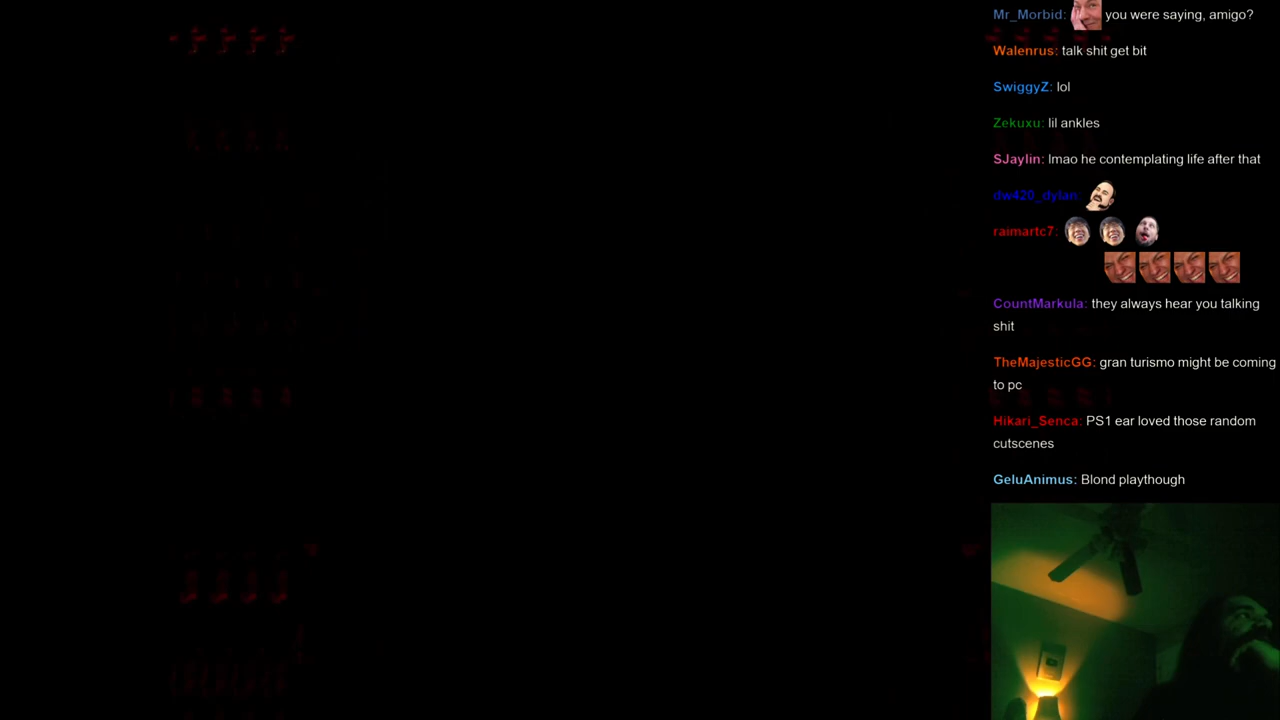 Mr_Morbid: you were saying, amigo?
Walenrus: talk shit get bit
SwiggyZ: lol
Zekuxu: lil ankles
SJaylin: lmao he contemplating life after that
dw420_dylan:
raimartc7:
CountMarkula: they always hear you talking
shit
TheMajesticGG: gran turismo might be coming
to pc
Hikari_Senca: PS1 ear loved those random
cutscenes
GeluAnimus: Blond playthough